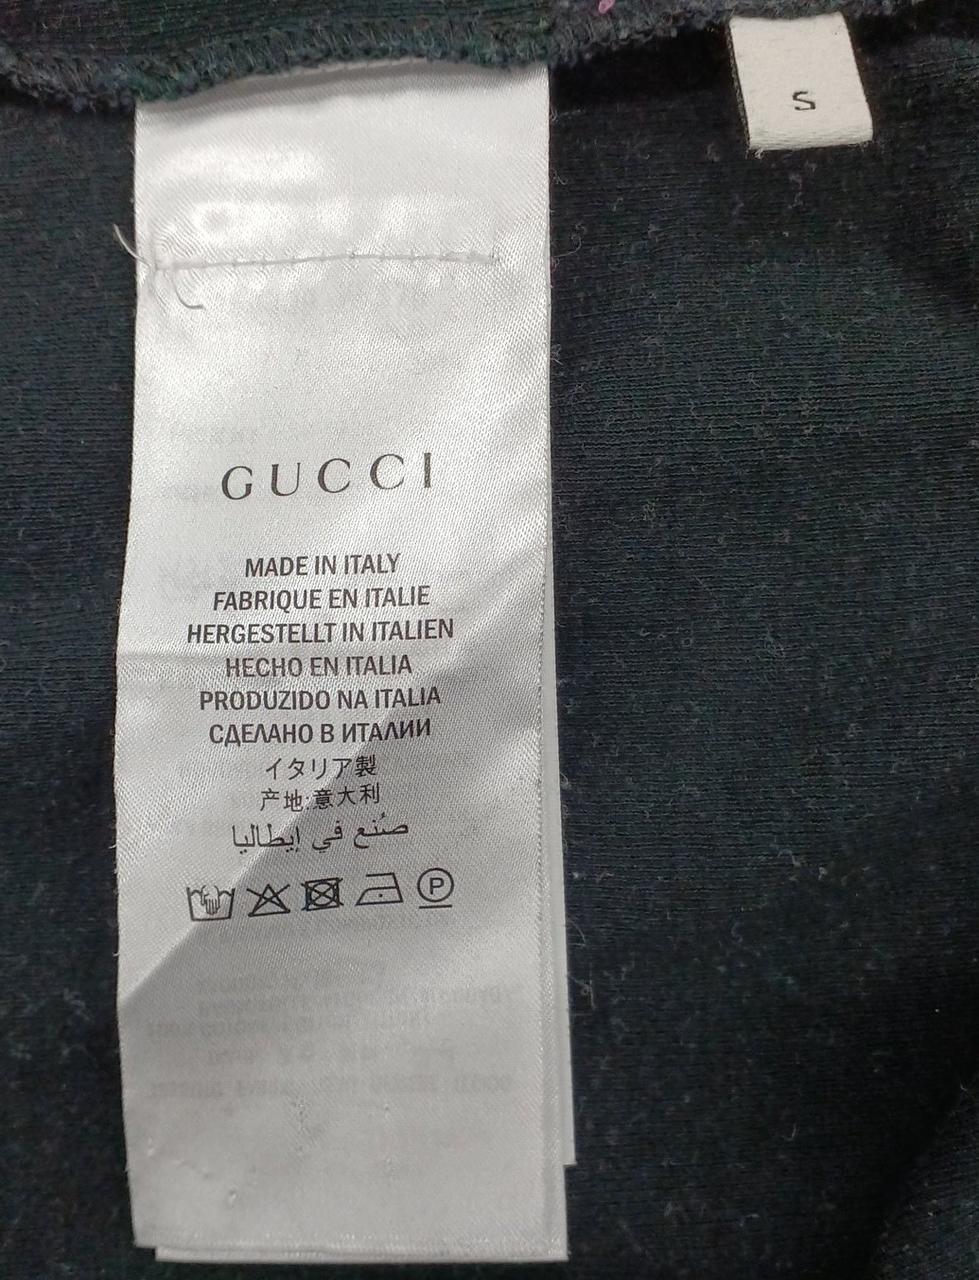 S
GUCCI
MADE IN ITALY
FABRIQUE EN ITALIE
HERGESTELLT IN ITALIEN
HECHO EN ITALIA
PRODUZIDO NA ITALIA
СДЕЛАНО В ИТАЛИИ
イタリア製
产地:意大利
صُنع في إيطاليا
P